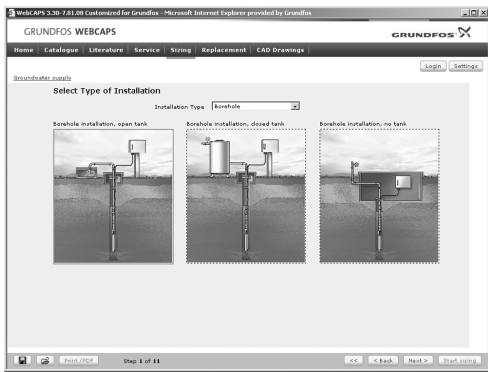 WebCAPS 3.30-7.81.08 Customized for Grundfos - Microsoft Internet Explorer provided by Grundfos
GRUNDFOS WEBCAPS
GRUNDFOS
Home Catalogue Literature Service Sizing Replacement CAD Drawings
Login Settings
Groundwater supply
Select Type of Installation
Installation Type Borehole
Borehole installation, open tank Borehole installation, closed tank Borehole installation, no tank
Print /PDF Step 1 of 11 << < Back Next > Start sizing